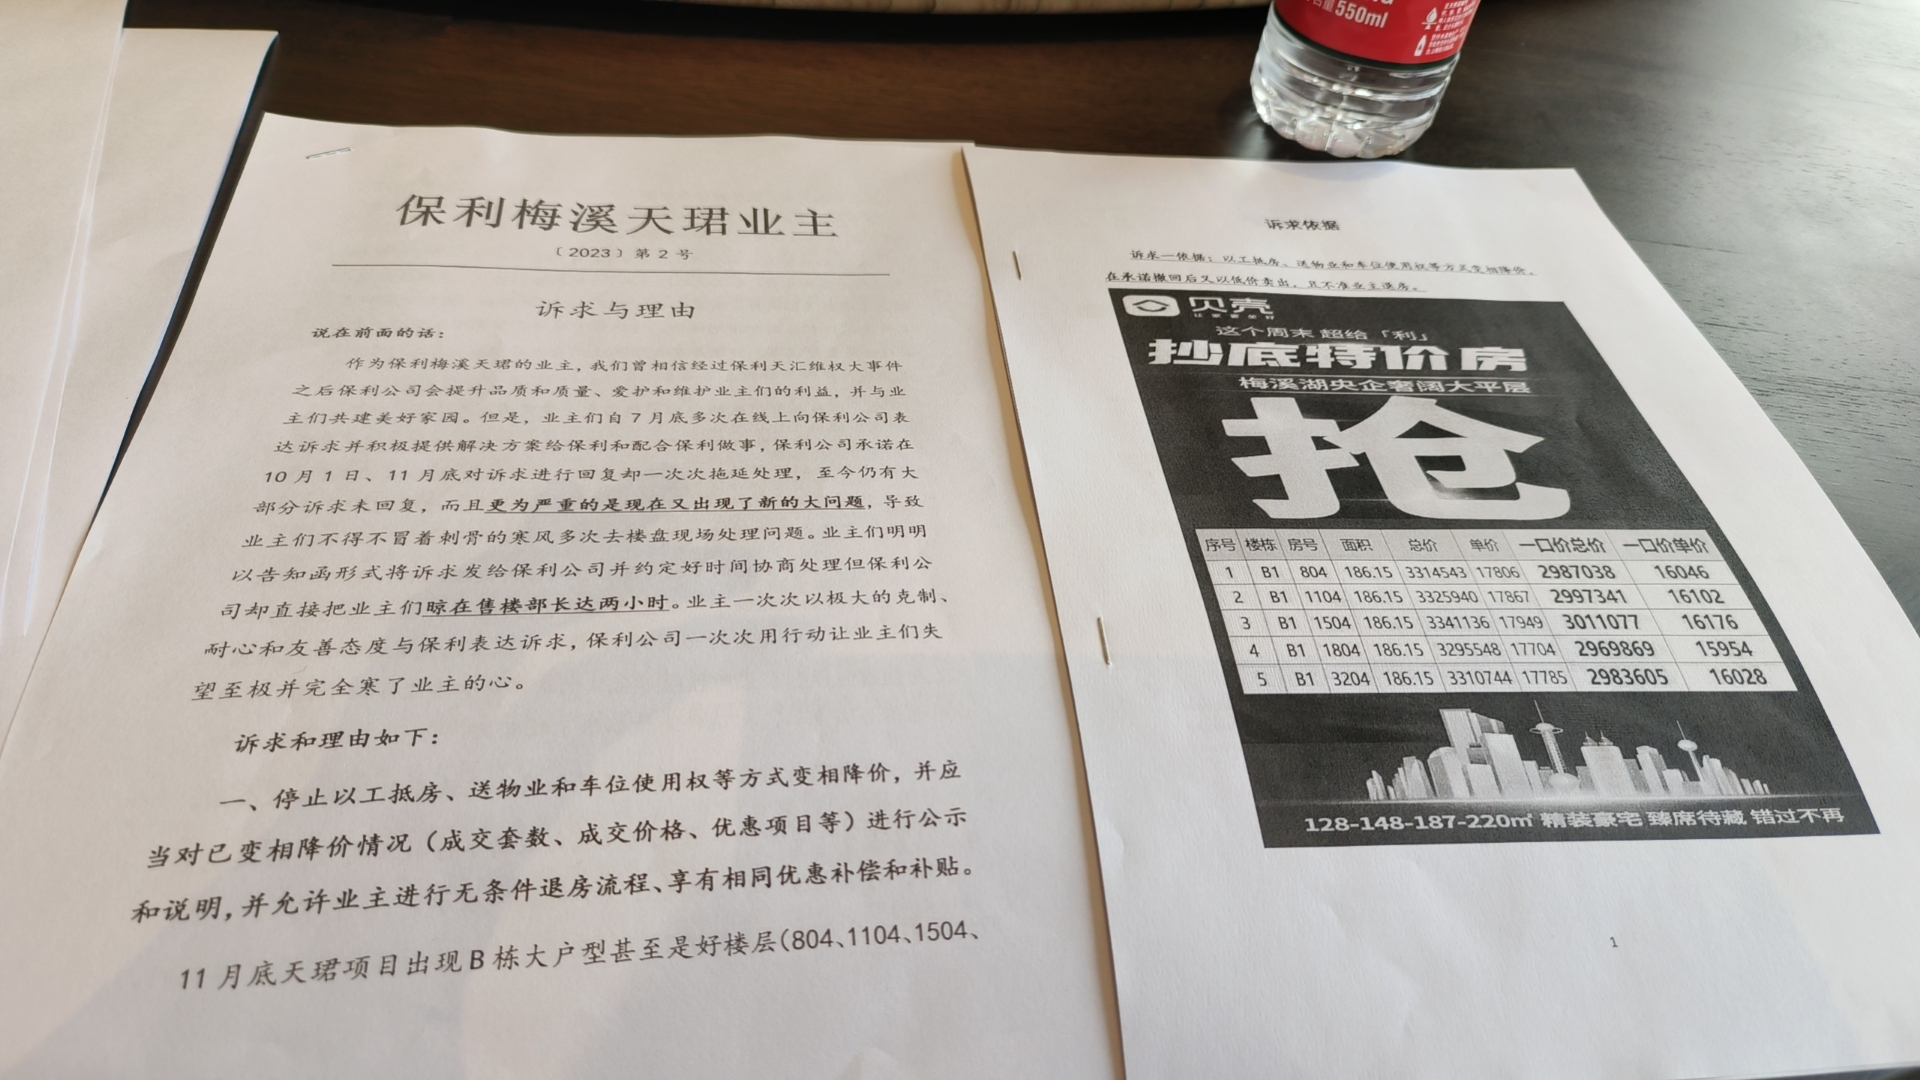 550ml
保利梅溪天珺业主
〔2023〕第 2 号
诉求与理由
说在前面的话：
作为保利梅溪天珺的业主，我们曾相信经过保利天汇维权大事件
之后保利公司会提升品质和质量、爱护和维护业主们的利益，并与业
主们共建美好家园。但是，业主们自 7 月底多次在线上向保利公司表
达诉求并积极提供解决方案给保利和配合保利做事，保利公司承诺在
10 月 1 日、11 月底对诉求进行回复却一次次拖延处理，至今仍有大
部分诉求未回复，而且更为严重的是现在又出现了新的大问题，导致
业主们不得不冒着刺骨的寒风多次去楼盘现场处理问题。业主们明明
以告知函形式将诉求发给保利公司并约定好时间协商处理但保利公
司却直接把业主们晾在售楼部长达两小时。业主一次次以极大的克制、
耐心和友善态度与保利表达诉求，保利公司一次次用行动让业主们失
望至极并完全寒了业主的心。
诉求和理由如下：
一、停止以工抵房、送物业和车位使用权等方式变相降价，并应
当对已变相降价情况（成交套数、成交价格、优惠项目等）进行公示
和说明，并允许业主进行无条件退房流程、享有相同优惠补偿和补贴。
11 月底天珺项目出现 B 栋大户型甚至是好楼层（804、1104、1504、
诉求依据
诉求一依据：以工抵房、送物业和车位使用权等方式变相降价，
在承诺撤回后又以低价卖出，且不准业主退房。
贝壳
这个周末 超给「利」
抄底特价房
梅溪湖央企奢阔大平层
抢
序号 楼栋 房号 面积 总价 单价 一口价总价 一口价单价
1 B1 804 186.15 3314543 17806 2987038 16046
2 B1 1104 186.15 3325940 17867 2997341 16102
3 B1 1504 186.15 3341136 17949 3011077 16176
4 B1 1804 186.15 3295548 17704 2969869 15954
5 B1 3204 186.15 3310744 17785 2983605 16028
128-148-187-220㎡ 精装豪宅 臻席待藏 错过不再
1